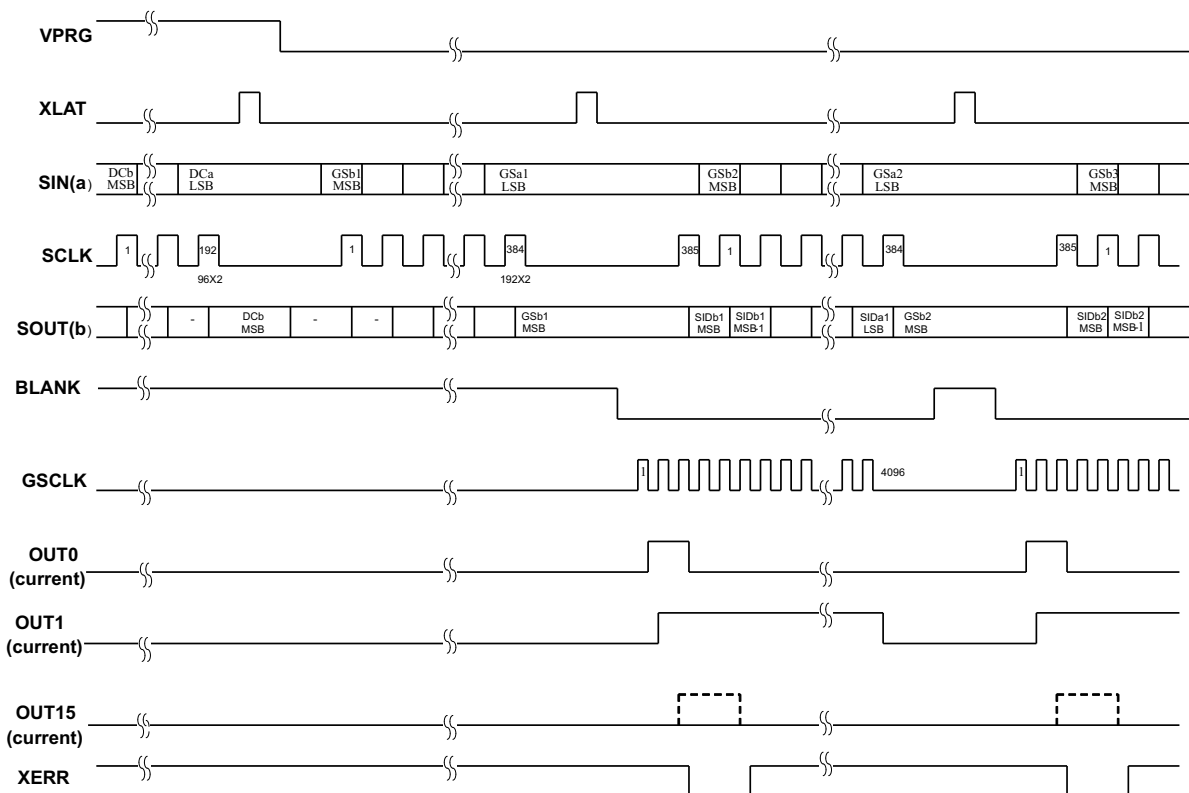 VPRG
XLAT
SIN(a)
DCb
MSB
DCa
LSB
GSb1
MSB
GSa1
LSB
GSb2
MSB
GSa2
LSB
GSb3
MSB
SCLK
1
192
1
384
385
1
384
385
1
96X2
192X2
SOUT(b)
-
DCb
MSB
-
-
GSb1
MSB
SIDb1
MSB
SIDb1
MSB-1
SIDa1
LSB
GSb2
MSB
SIDb2
MSB
SIDb2
MSB-1
BLANK
GSCLK
1
4096
1
OUT0
(current)
OUT1
(current)
OUT15
(current)
XERR